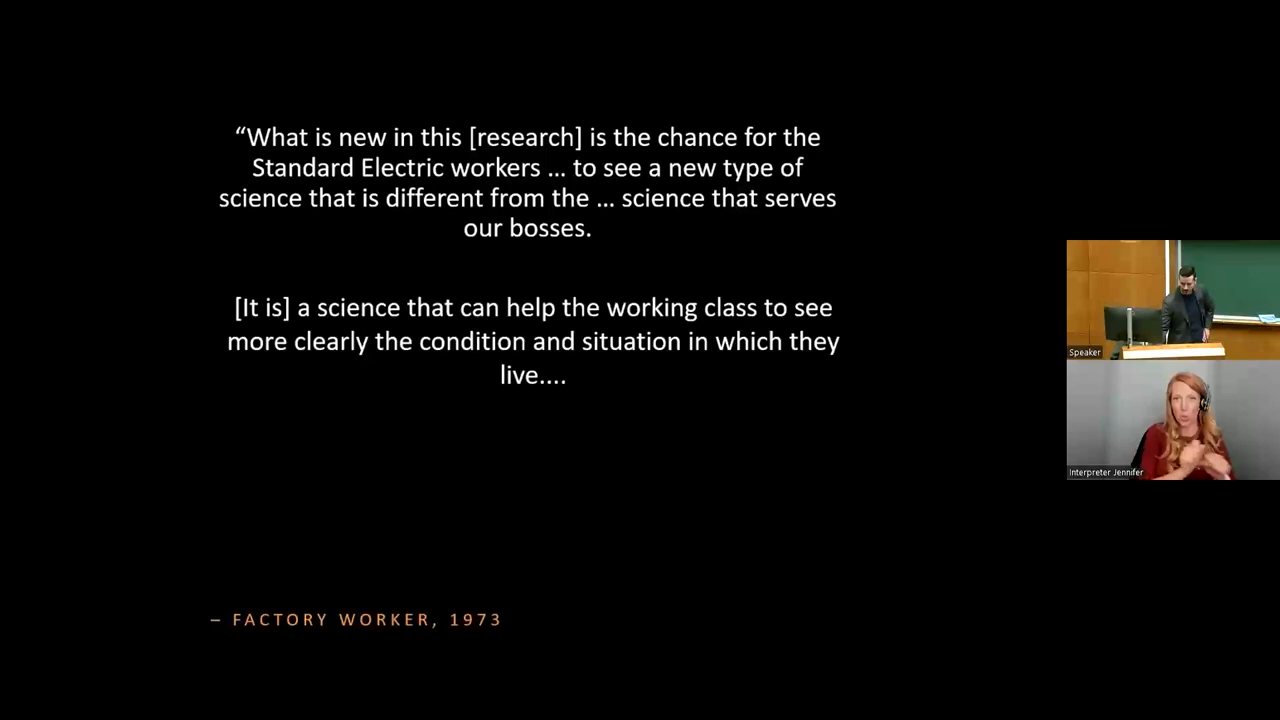 “What is new in this [research] is the chance for the
Standard Electric workers ... to see a new type of
science that is different from the ... science that serves
our bosses.
[It is] a science that can help the working class to see
more clearly the condition and situation in which they
live....
– FACTORY WORKER, 1973
Speaker
Interpreter Jennifer